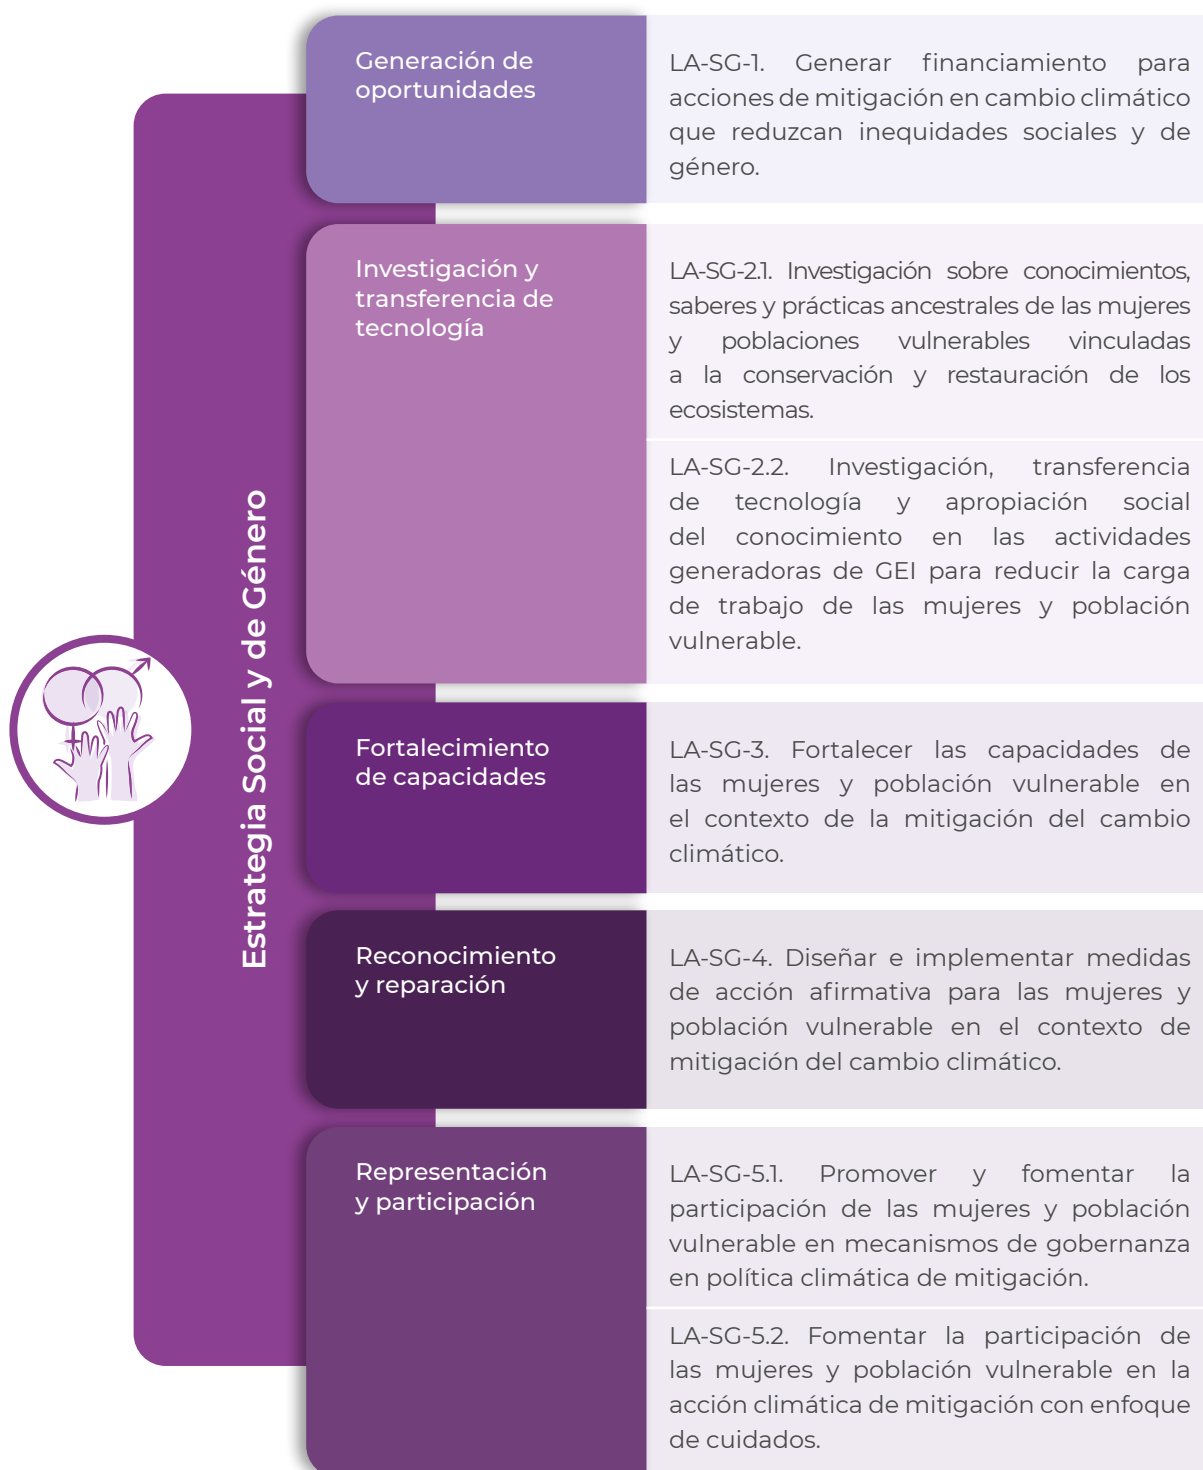 Estrategia Social y de Género
Generación de
oportunidades
LA-SG-1. Generar financiamiento para
acciones de mitigación en cambio climático
que reduzcan inequidades sociales y de
género.
Investigación y
transferencia de
tecnología
LA-SG-2.1. Investigación sobre conocimientos,
saberes y prácticas ancestrales de las mujeres
y poblaciones vulnerables vinculadas
a la conservación y restauración de los
ecosistemas.
LA-SG-2.2. Investigación, transferencia
de tecnología y apropiación social
del conocimiento en las actividades
generadoras de GEI para reducir la carga
de trabajo de las mujeres y población
vulnerable.
Fortalecimiento
de capacidades
LA-SG-3. Fortalecer las capacidades de
las mujeres y población vulnerable en
el contexto de la mitigación del cambio
climático.
Reconocimiento
y reparación
LA-SG-4. Diseñar e implementar medidas
de acción afirmativa para las mujeres y
población vulnerable en el contexto de
mitigación del cambio climático.
Representación
y participación
LA-SG-5.1. Promover y fomentar la
participación de las mujeres y población
vulnerable en mecanismos de gobernanza
en política climática de mitigación.
LA-SG-5.2. Fomentar la participación de
las mujeres y población vulnerable en la
acción climática de mitigación con enfoque
de cuidados.